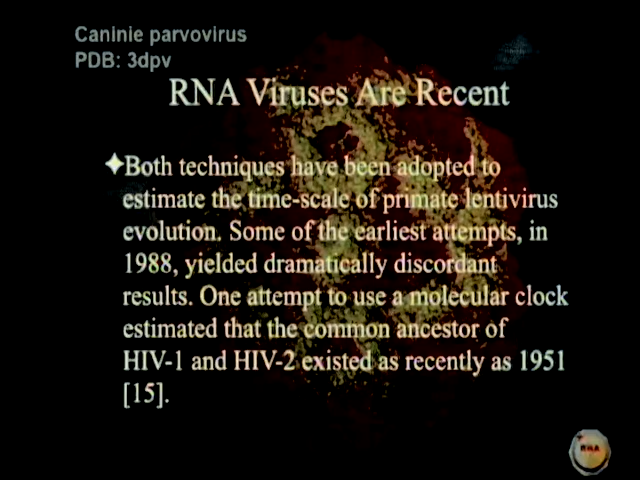 Caninie parvovirus
PDB: 3dpv
RNA Viruses Are Recent
✦Both techniques have been adopted to
estimate the time-scale of primate lentivirus
evolution. Some of the earliest attempts, in
1988, yielded dramatically discordant
results. One attempt to use a molecular clock
estimated that the common ancestor of
HIV-1 and HIV-2 existed as recently as 1951
[15].
RNA